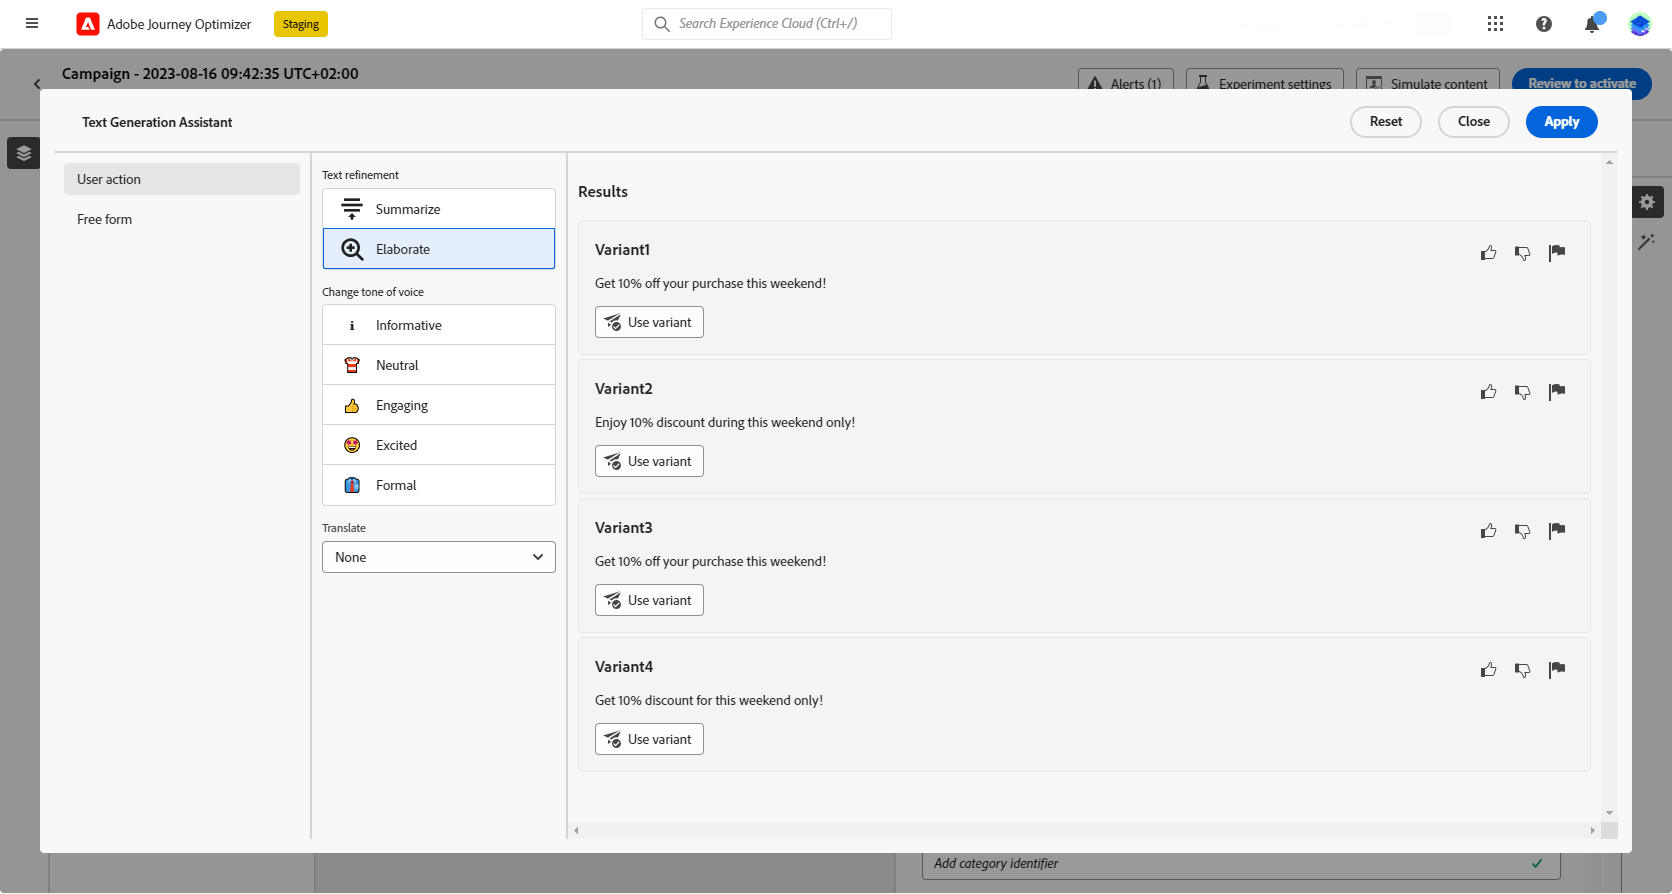 Adobe Journey Optimizer
Staging
Search Experience Cloud (Ctrl+/)
Campaign - 2023-08-16 09:42:35 UTC+02:00
Alerts (1)
Experiment settings
Simulate content
Review to activate
Text Generation Assistant
Reset
Close
Apply
User action
Free form
Text refinement
Summarize
Elaborate
Change tone of voice
Informative
Neutral
Engaging
Excited
Formal
Translate
None
Results
Variant1
Get 10% off your purchase this weekend!
Use variant
Variant2
Enjoy 10% discount during this weekend only!
Use variant
Variant3
Get 10% off your purchase this weekend!
Use variant
Variant4
Get 10% discount for this weekend only!
Use variant
Add category identifier